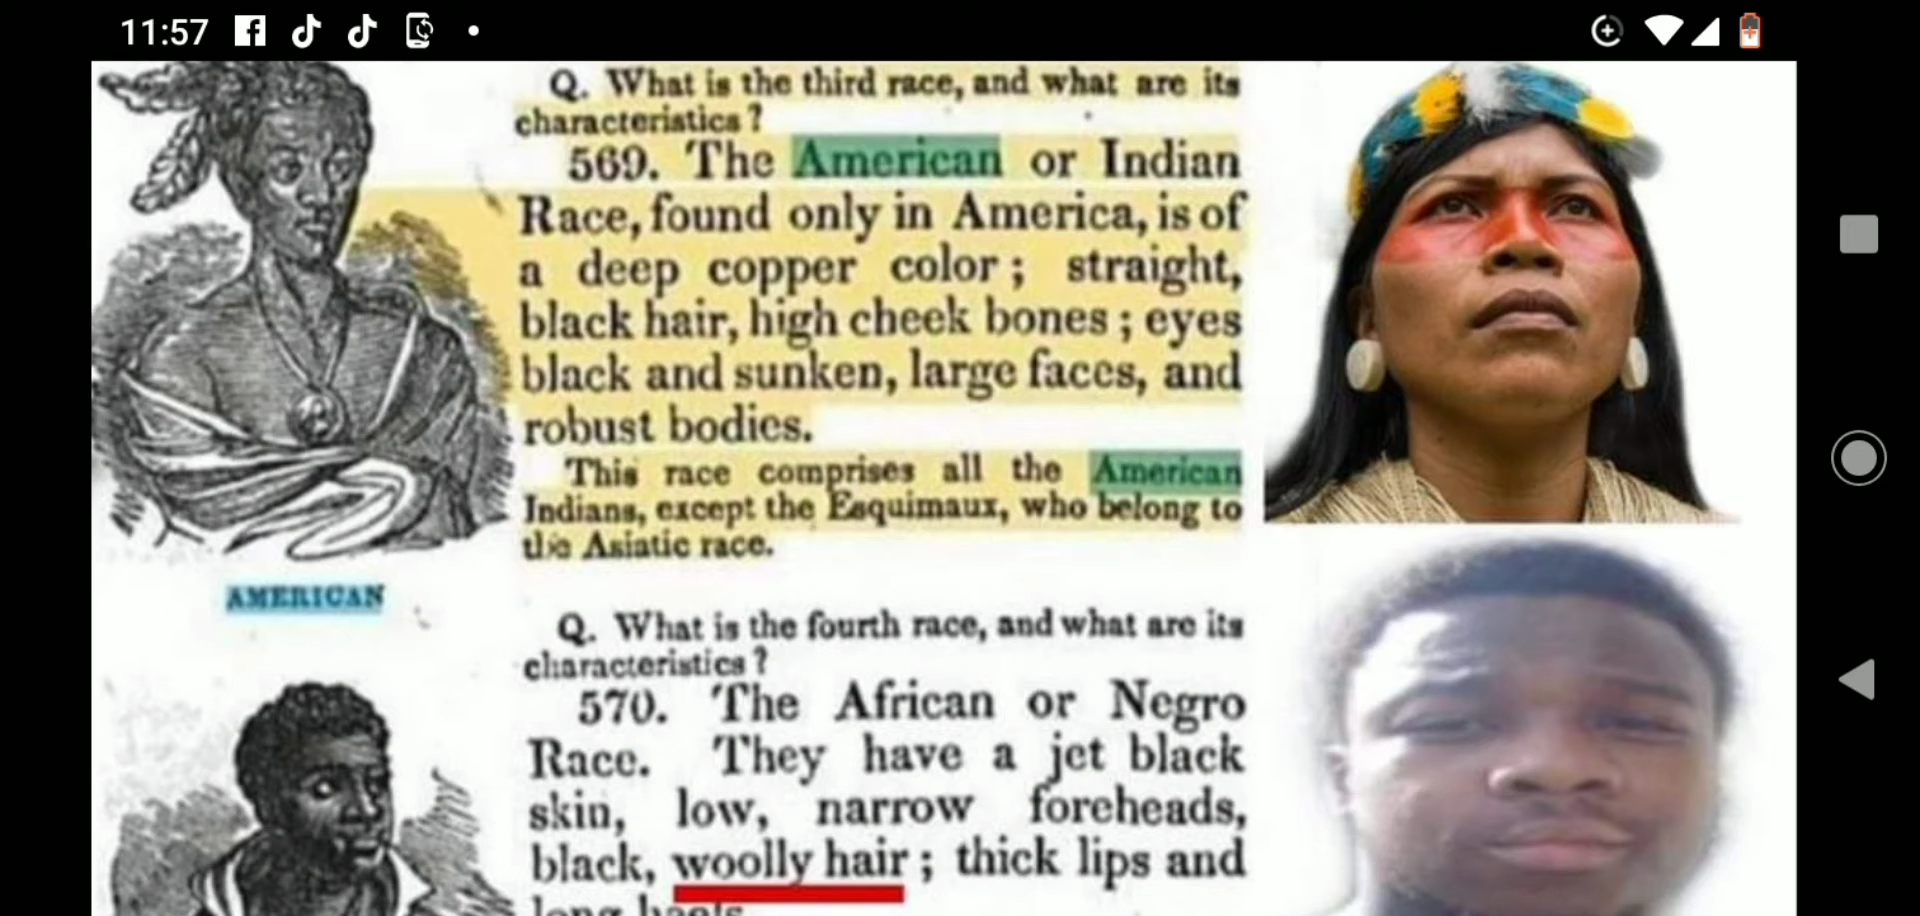 11:57
Q. What is the third race, and what are its
characteristics?
569. The American or Indian
Race, found only in America, is of
a deep copper color; straight,
black hair, high cheek bones; eyes
black and sunken, large faces, and
robust bodies.
This race comprises all the American
Indians, except the Esquimaux, who belong to
the Asiatic race.
AMERICAN
Q. What is the fourth race, and what are its
characteristics?
570. The African or Negro
Race. They have a jet black
skin, low, narrow foreheads,
black, woolly hair; thick lips and
long heels